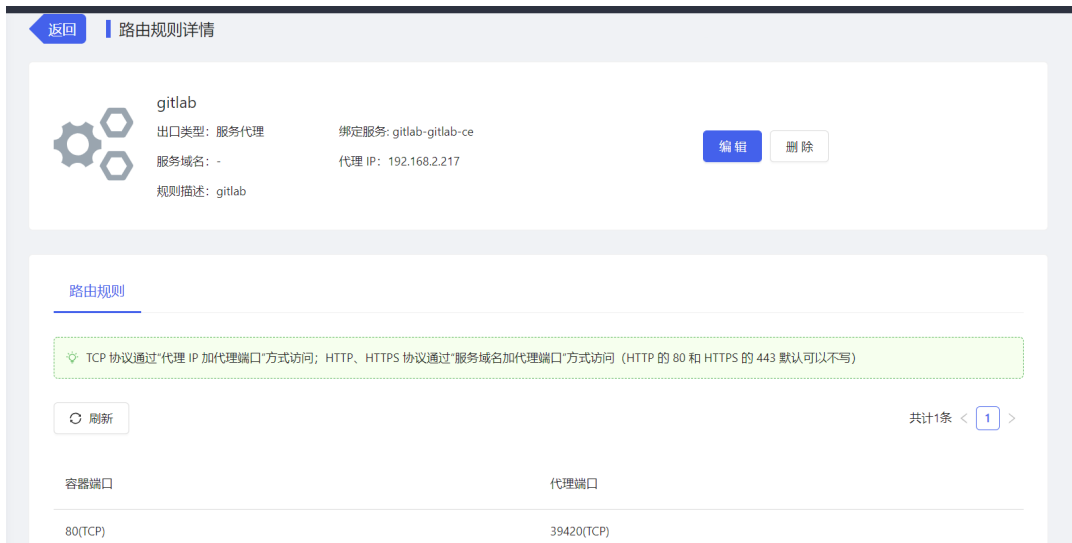 返回 路由规则详情
gitlab
出口类型：服务代理 绑定服务: gitlab-gitlab-ce
服务域名：- 代理 IP：192.168.2.217
编 辑 删 除
规则描述：gitlab
路由规则
TCP 协议通过“代理 IP 加代理端口”方式访问；HTTP、HTTPS 协议通过“服务域名加代理端口”方式访问（HTTP 的 80 和 HTTPS 的 443 默认可以不写）
刷新 共计1条 < 1 >
容器端口 代理端口
80(TCP) 39420(TCP)